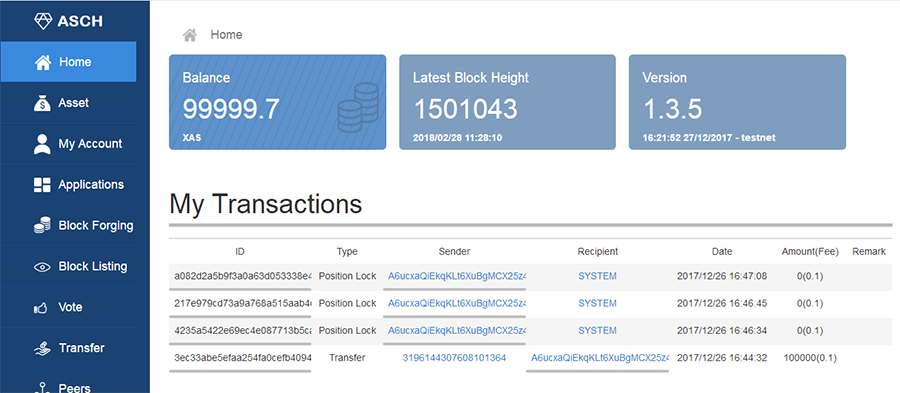 ASCH
Home
Asset
My Account
Applications
Block Forging
Block Listing
Vote
Transfer
Peers
Home
Balance
99999.7
XAS
Latest Block Height
1501043
2018/02/28 11:28:10
Version
1.3.5
16:21:52 27/12/2017 - testnet
My Transactions
ID Type Sender Recipient Date Amount(Fee) Remark
a082d2a5b9f3a0a63d053338e4 Position Lock A6ucxaQiEkqKLt6XuBgMCX25z4 SYSTEM 2017/12/26 16:47:08 0(0.1)
217e979cd73a9a768a515aab4 Position Lock A6ucxaQiEkqKLt6XuBgMCX25z4 SYSTEM 2017/12/26 16:46:45 0(0.1)
4235a5422e69ec4e087713b5ca Position Lock A6ucxaQiEkqKLt6XuBgMCX25z4 SYSTEM 2017/12/26 16:46:34 0(0.1)
3ec33abe5efaa254fa0cefb4094 Transfer 3196144307608101364 A6ucxaQiEkqKLt6XuBgMCX25z4 2017/12/26 16:44:32 100000(0.1)